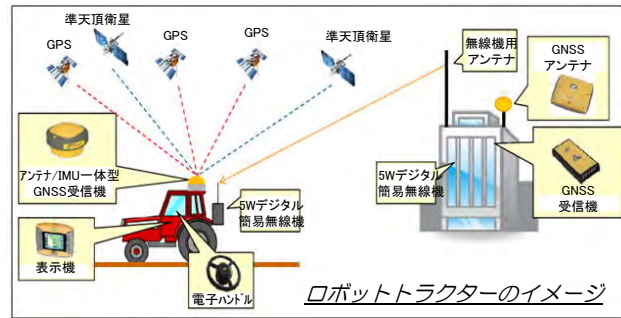 GPS
準天頂衛星
GPS
GPS
準天頂衛星
無線機用
アンテナ
GNSS
アンテナ
アンテナ/IMU一体型
GNSS受信機
5Wデジタル
簡易無線機
5Wデジタル
簡易無線機
GNSS
受信機
表示機
電子ハンドル
ロボットトラクターのイメージ